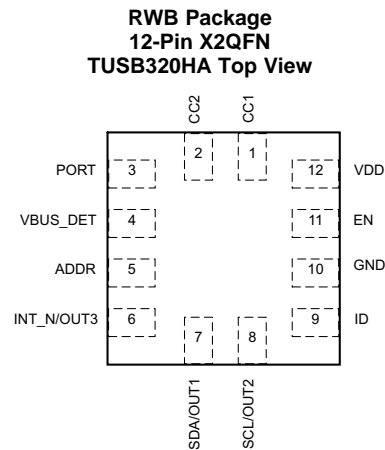 RWB Package
12-Pin X2QFN
TUSB320HA Top View
CC2
CC1
2
1
PORT 3 12 VDD
VBUS_DET 4 11 EN
ADDR 5 10 GND
INT_N/OUT3 6 9 ID
7
8
SDA/OUT1
SCL/OUT2